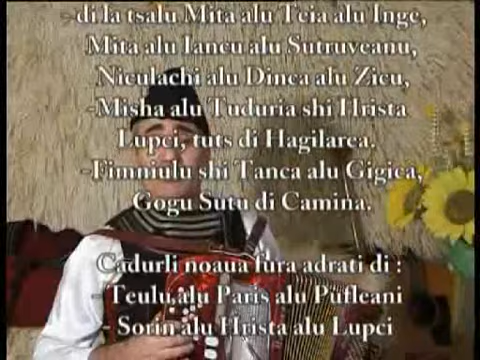 - di la tsalu Mita alu Teia alu Inge,
Mita alu Iancu alu Sutruveanu,
Niculachi alu Dinca alu Zicu,
-Misha alu Tuduria shi Hrista
Lupci, tuts di Hagilarea.
-Fimniulu shi Tanca alu Gigica,
Gogu Sutu di Camina.
Cadurli noaua fura adrati di :
- Teulu alu Paris alu Pufleani
- Sorin alu Hrista alu Lupci